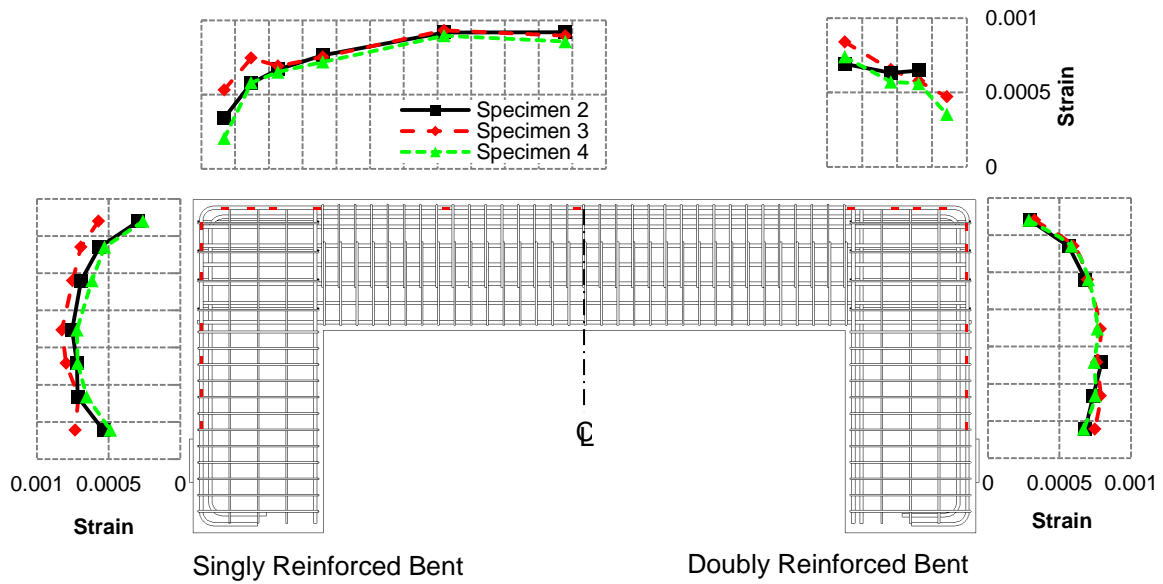 0.001
0.0005
0
Strain
Specimen 2
Specimen 3
Specimen 4
0.001 0.0005 0
Strain
℄
0 0.0005 0.001
Strain
Singly Reinforced Bent
Doubly Reinforced Bent